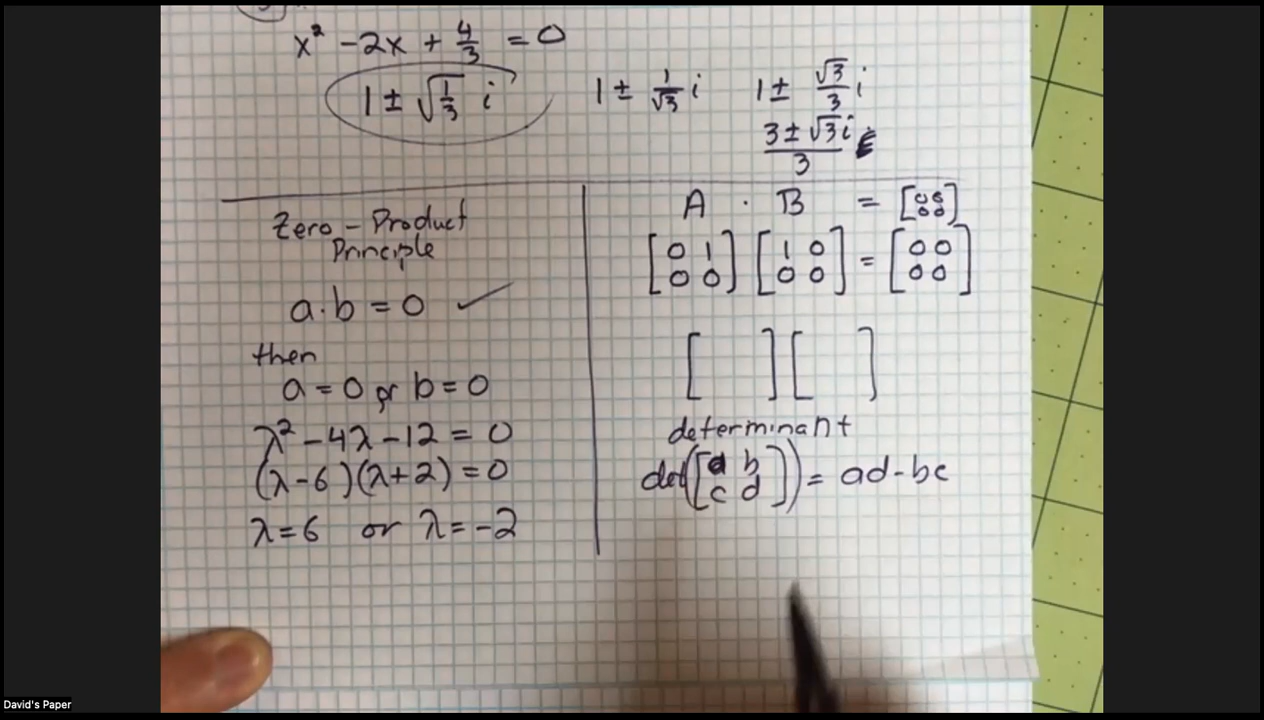 x² - 2x + 4/3 = 0
1 ± √(1/3) i
1 ± 1/√3 i
1 ± √3/3 i
(3 ± √3 i)/3
Zero-Product
Principle
a·b = 0 ✓
then
a = 0 or b = 0
λ² - 4λ - 12 = 0
(λ-6)(λ+2) = 0
λ = 6 or λ = -2
A · B = [0 0; 0 0]
[0 1; 0 0] [1 0; 0 0] = [0 0; 0 0]
[ ] [ ]
determinant
det([a b; c d]) = ad - bc
David's Paper